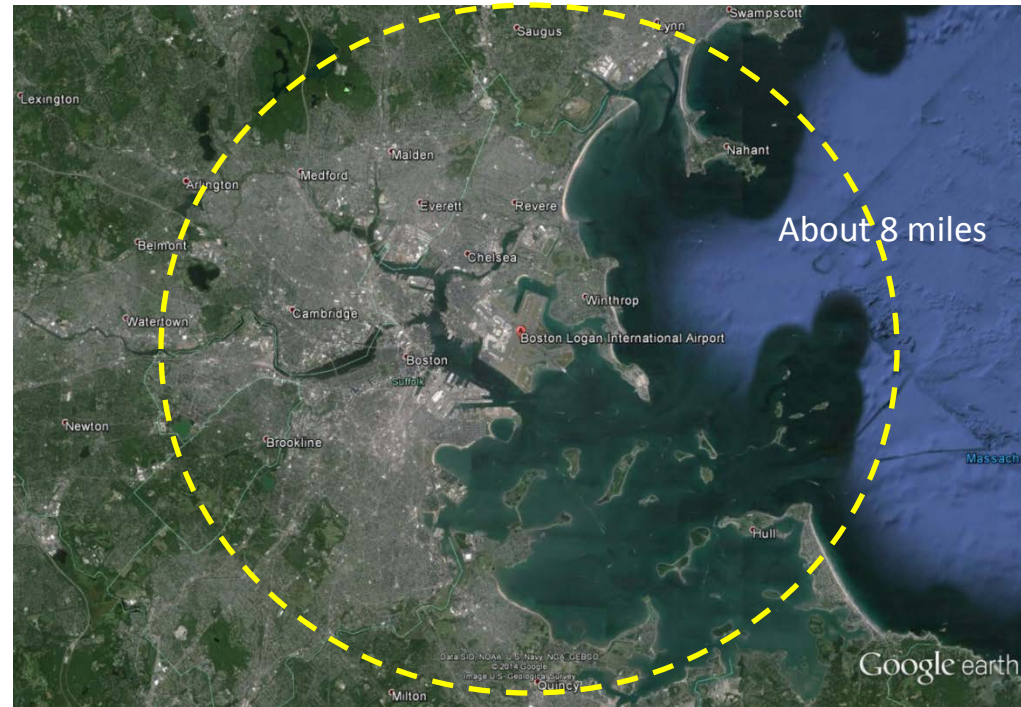 Swampscott
Lynn
Saugus
Lexington
Malden
Nahant
Medford
Arlington
Everett
Revere
About 8 miles
Belmont
Chelsea
Winthrop
Cambridge
Watertown
Boston Logan International Airport
Boston
Suffolk
Newton
Brookline
Massach
Hull
Data SIO, NOAA, U.S. Navy, NGA, GEBCO
© 2014 Google
Image U.S. Geological Survey
Google earth
Quincy
Milton